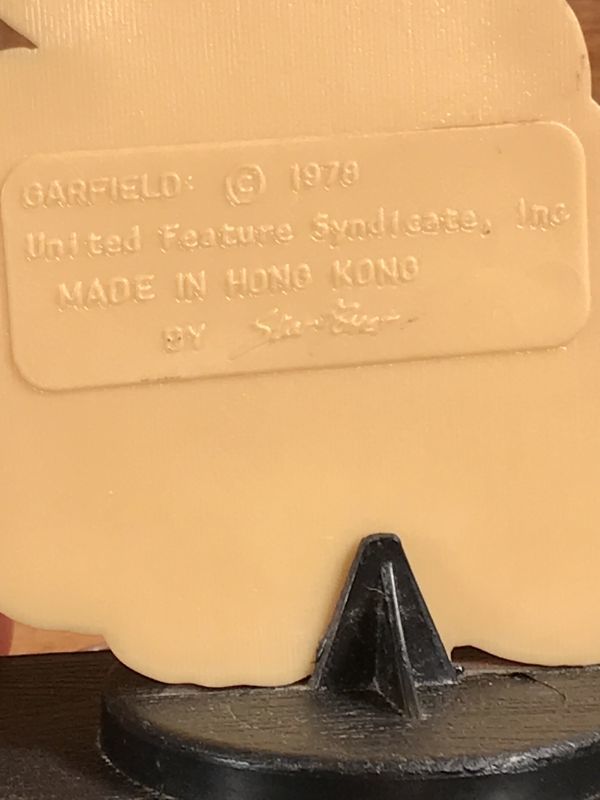 GARFIELD: © 1978
United Feature Syndicate, Inc
MADE IN HONG KONG
BY